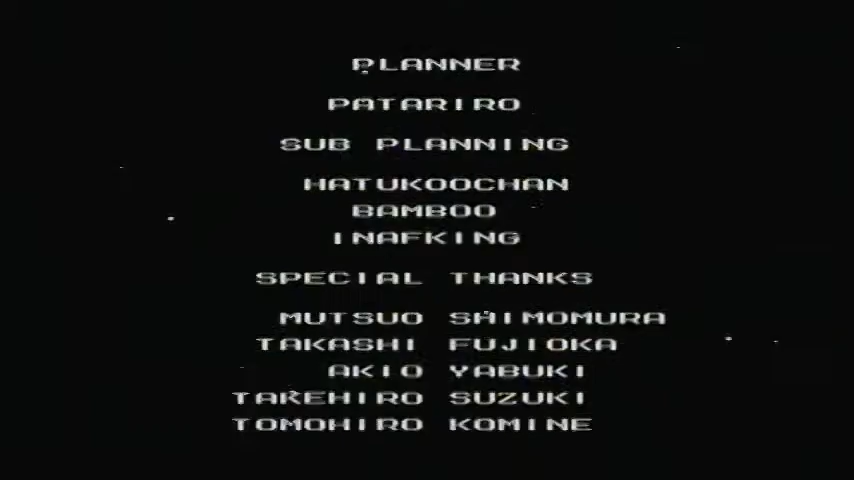 PLANNER
PATARIRO
SUB PLANNING
HATUKOOCHAN
BAMBOO
INAFKING
SPECIAL THANKS
MUTSUO SHIMOMURA
TAKASHI FUJIOKA
AKIO YABUKI
TAKEHIRO SUZUKI
TOMOHIRO KOMINE